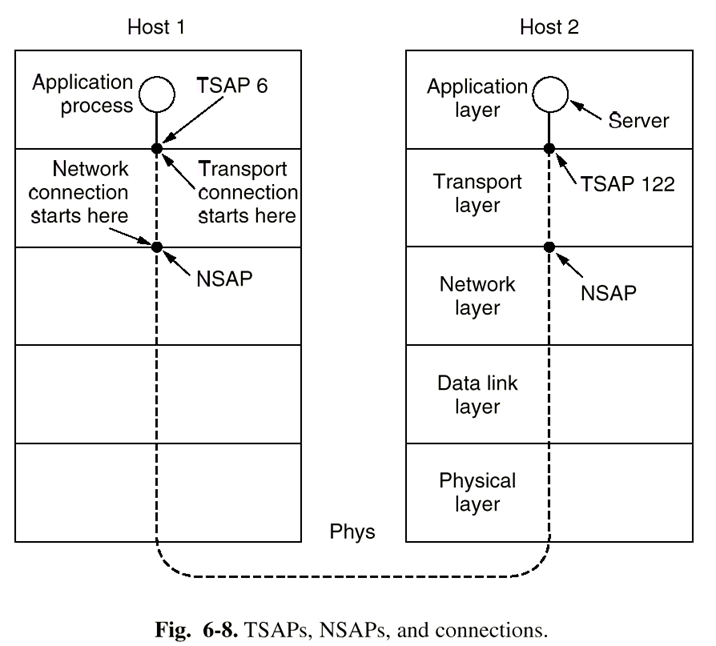 Host 1
Host 2
Application
process
TSAP 6
Network
connection
starts here
Transport
connection
starts here
NSAP
Application
layer
Server
Transport
layer
TSAP 122
Network
layer
NSAP
Data link
layer
Physical
layer
Phys
Fig. 6-8. TSAPs, NSAPs, and connections.